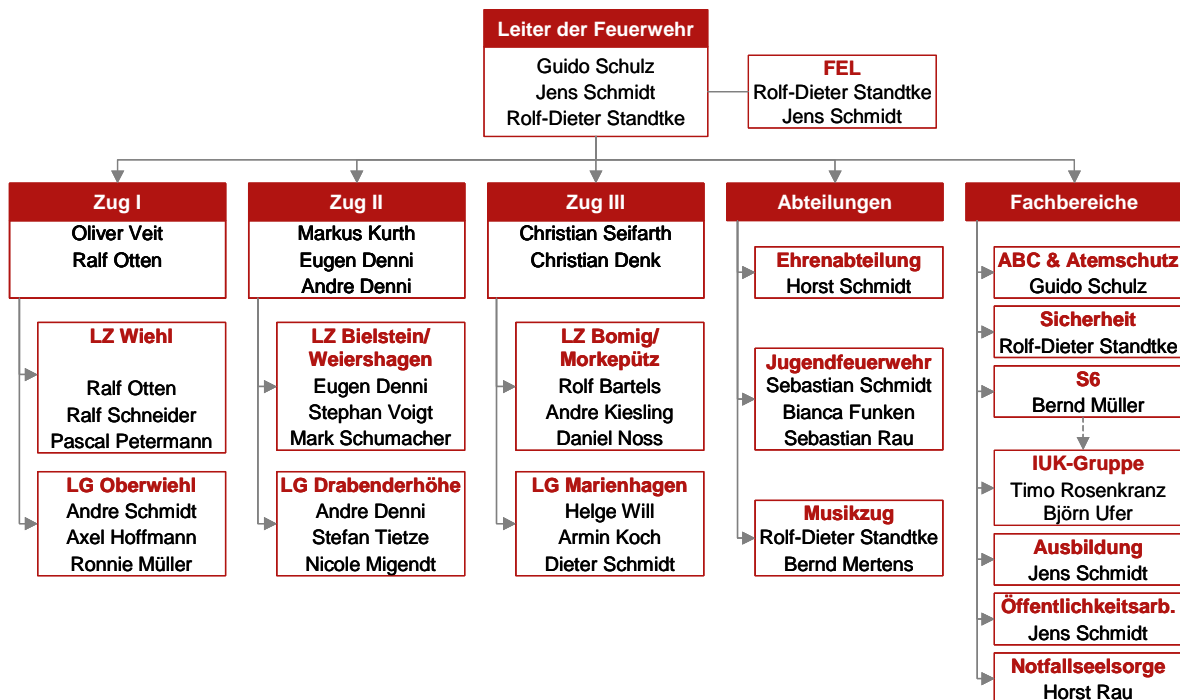 Leiter der Feuerwehr
Guido Schulz
Jens Schmidt
Rolf-Dieter Standtke
FEL
Rolf-Dieter Standtke
Jens Schmidt
Zug I
Oliver Veit
Ralf Otten
LZ Wiehl
Ralf Otten
Ralf Schneider
Pascal Petermann
LG Oberwiehl
Andre Schmidt
Axel Hoffmann
Ronnie Müller
Zug II
Markus Kurth
Eugen Denni
Andre Denni
LZ Bielstein/
Weiershagen
Eugen Denni
Stephan Voigt
Mark Schumacher
LG Drabenderhöhe
Andre Denni
Stefan Tietze
Nicole Migendt
Zug III
Christian Seifarth
Christian Denk
LZ Bomig/
Morkepütz
Rolf Bartels
Andre Kiesling
Daniel Noss
LG Marienhagen
Helge Will
Armin Koch
Dieter Schmidt
Abteilungen
Ehrenabteilung
Horst Schmidt
Jugendfeuerwehr
Sebastian Schmidt
Bianca Funken
Sebastian Rau
Musikzug
Rolf-Dieter Standtke
Bernd Mertens
Fachbereiche
ABC & Atemschutz
Guido Schulz
Sicherheit
Rolf-Dieter Standtke
S6
Bernd Müller
IUK-Gruppe
Timo Rosenkranz
Björn Ufer
Ausbildung
Jens Schmidt
Öffentlichkeitsarb.
Jens Schmidt
Notfallseelsorge
Horst Rau